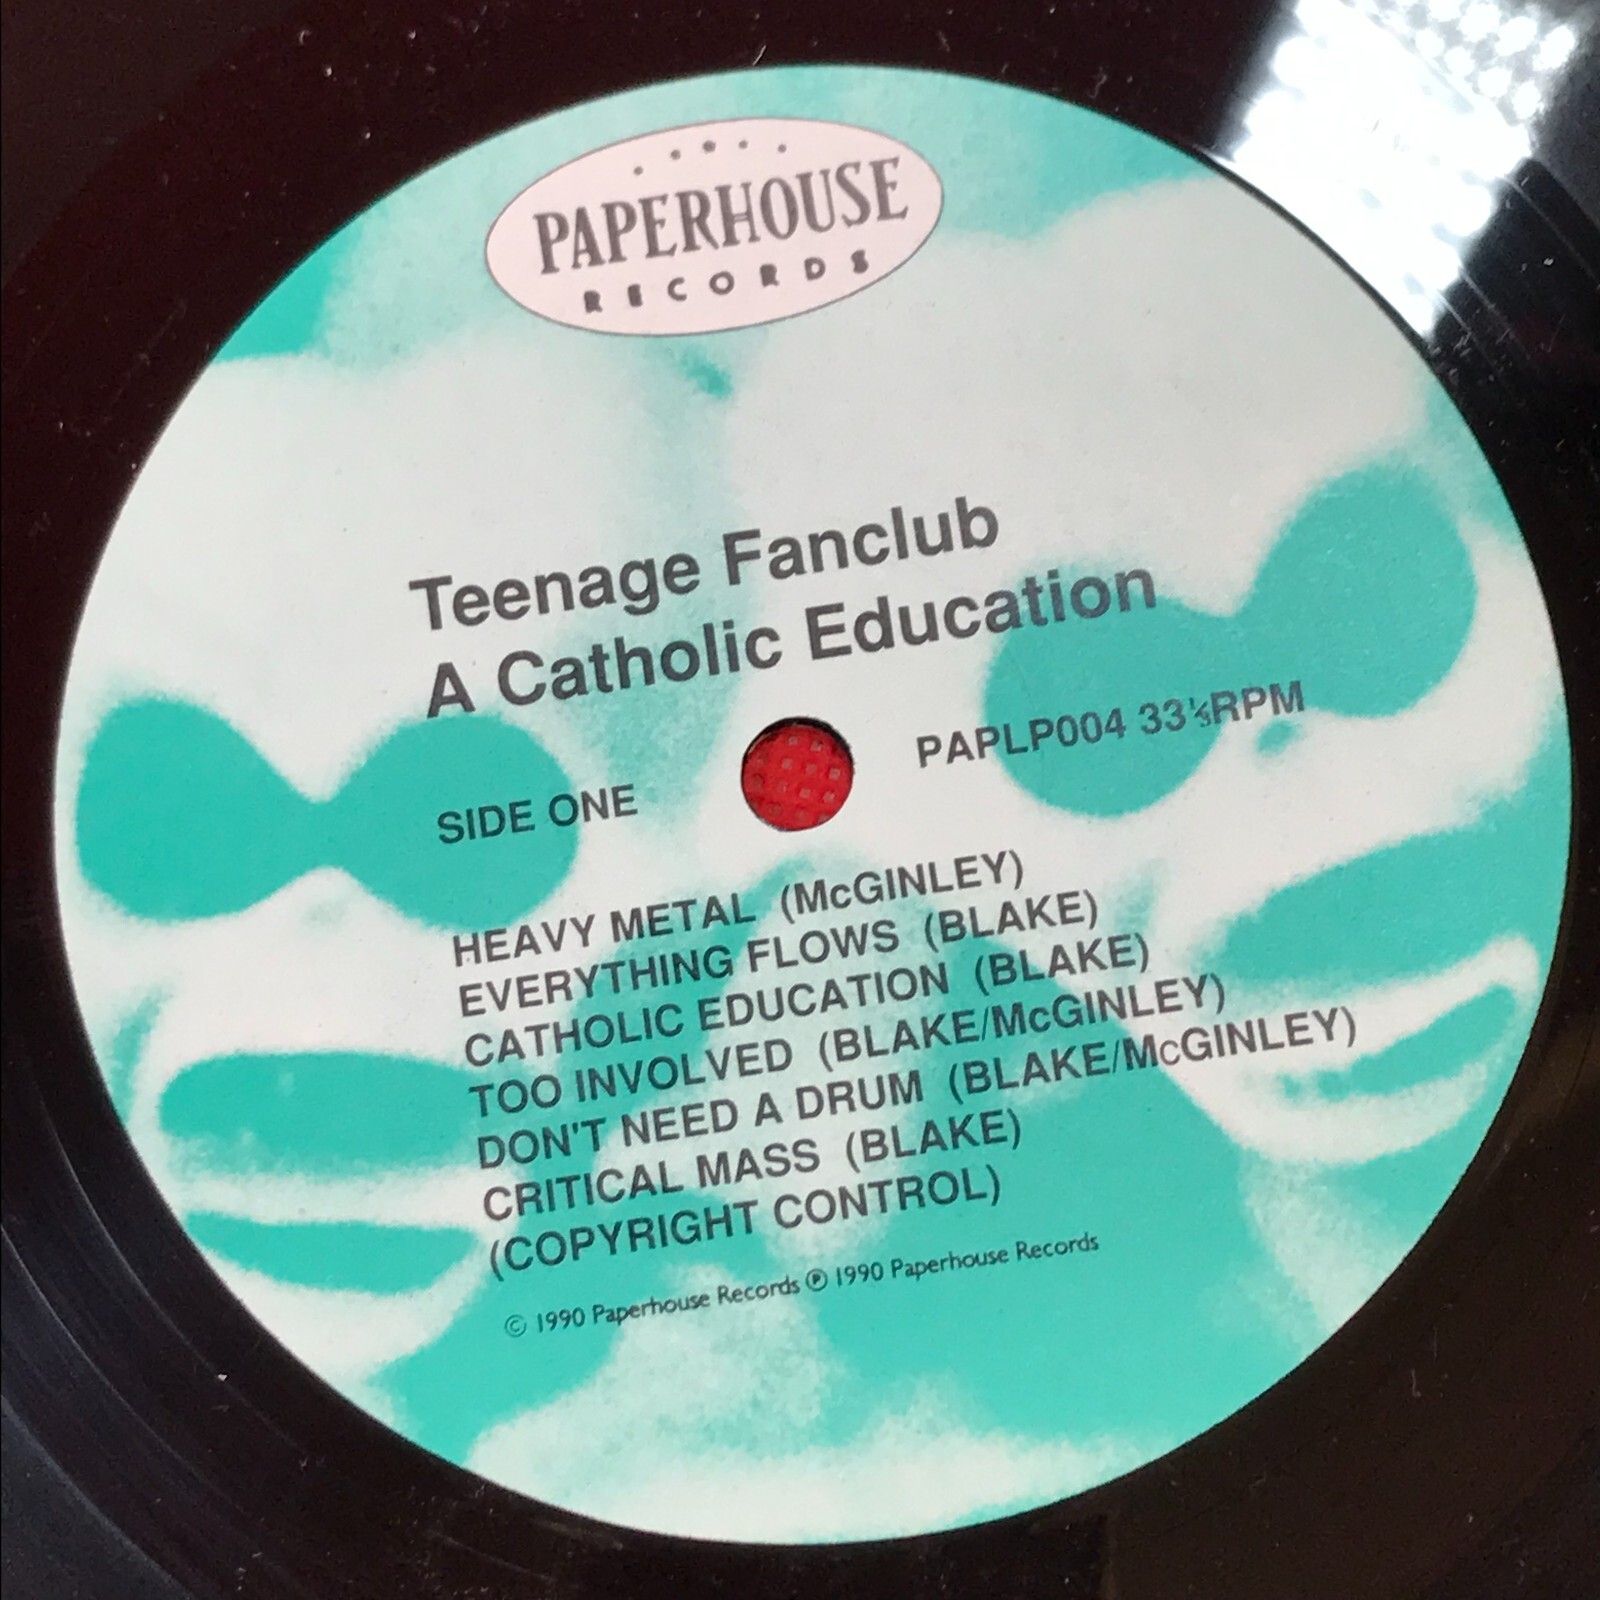 PAPERHOUSE
RECORDS
Teenage Fanclub
A Catholic Education
SIDE ONE
PAPLP004 33⅓RPM
HEAVY METAL (McGINLEY)
EVERYTHING FLOWS (BLAKE)
CATHOLIC EDUCATION (BLAKE)
TOO INVOLVED (BLAKE/McGINLEY)
DON'T NEED A DRUM (BLAKE/McGINLEY)
CRITICAL MASS (BLAKE)
(COPYRIGHT CONTROL)
© 1990 Paperhouse Records ℗ 1990 Paperhouse Records